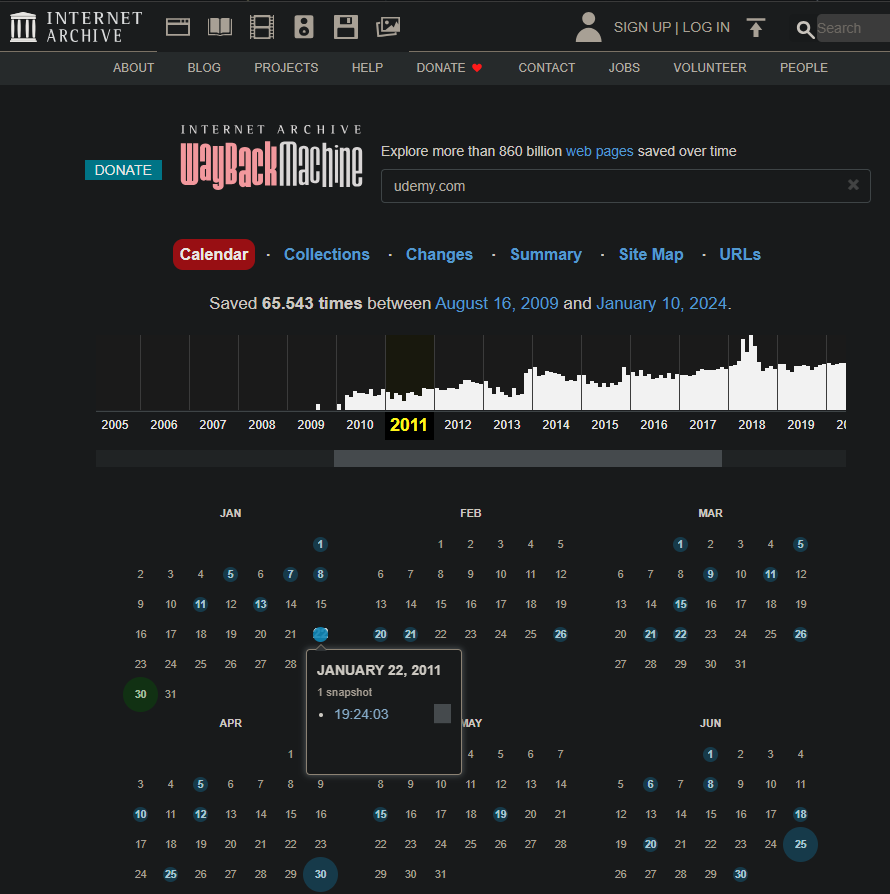 INTERNET ARCHIVE
SIGN UP | LOG IN
Search
ABOUT BLOG PROJECTS HELP DONATE CONTACT JOBS VOLUNTEER PEOPLE
INTERNET ARCHIVE
WayBackMachine
DONATE
Explore more than 860 billion web pages saved over time
udemy.com
Calendar · Collections · Changes · Summary · Site Map · URLs
Saved 65.543 times between August 16, 2009 and January 10, 2024.
2005 2006 2007 2008 2009 2010 2011 2012 2013 2014 2015 2016 2017 2018 2019 20
JAN FEB MAR
1 1 2 3 4 5 1 2 3 4 5
2 3 4 5 6 7 8 6 7 8 9 10 11 12 6 7 8 9 10 11 12
9 10 11 12 13 14 15 13 14 15 16 17 18 19 13 14 15 16 17 18 19
16 17 18 19 20 21 22 20 21 22 23 24 25 26 20 21 22 23 24 25 26
23 24 25 26 27 28 27 28 29 30 31
JANUARY 22, 2011
1 snapshot
• 19:24:03
30 31
APR MAY JUN
1 4 5 6 7 1 2 3 4
3 4 5 6 7 8 9 8 9 10 11 12 13 14 5 6 7 8 9 10 11
10 11 12 13 14 15 16 15 16 17 18 19 20 21 12 13 14 15 16 17 18
17 18 19 20 21 22 23 22 23 24 25 26 27 28 19 20 21 22 23 24 25
24 25 26 27 28 29 30 29 30 31 26 27 28 29 30